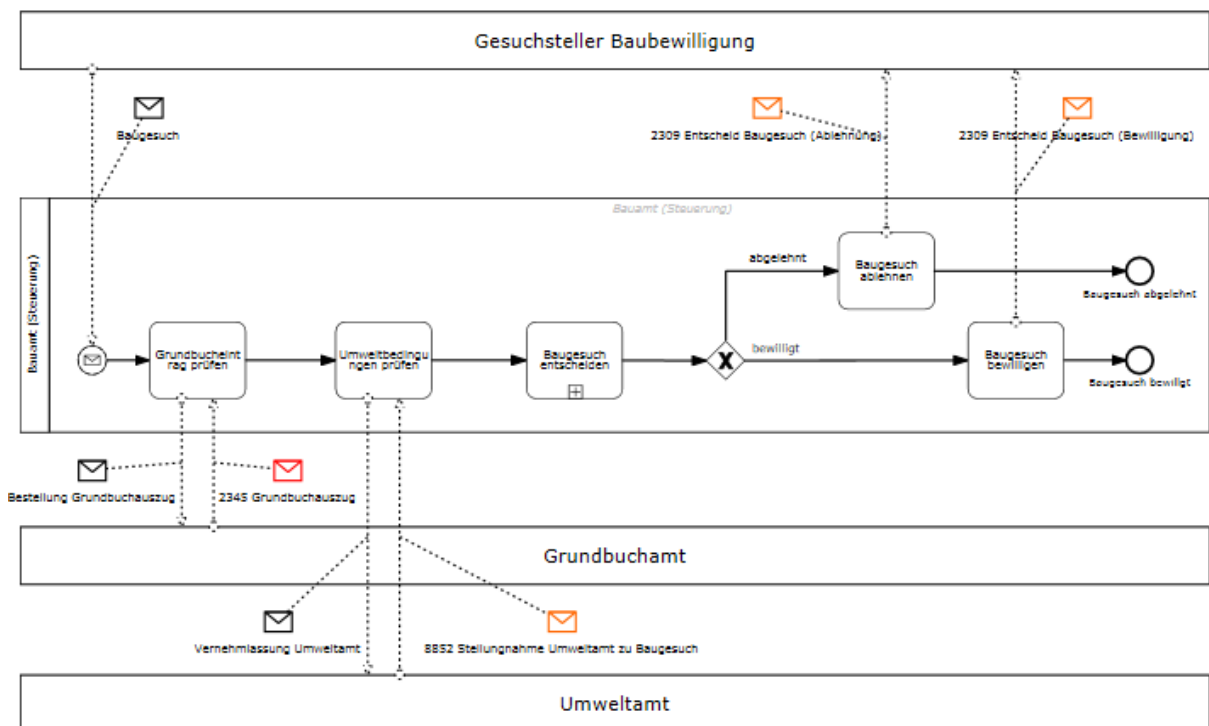 Gesuchsteller Baubewilligung
Baugesuch
2309 Entscheid Baugesuch (Ablehnung)
2309 Entscheid Baugesuch (Bewilligung)
Bauamt (Steuerung)
Bauamt (Steuerung)
abgelehnt
Baugesuch
ablehnen
Baugesuch abgelehnt
Grundbucheint
rag prüfen
Umweltbedingu
ngen prüfen
Baugesuch
entscheiden
bewilligt
Baugesuch
bewilligen
Baugesuch bewilligt
Bestellung Grundbuchauszug
2345 Grundbuchauszug
Grundbuchamt
Vernehmlassung Umweltamt
8852 Stellungnahme Umweltamt zu Baugesuch
Umweltamt